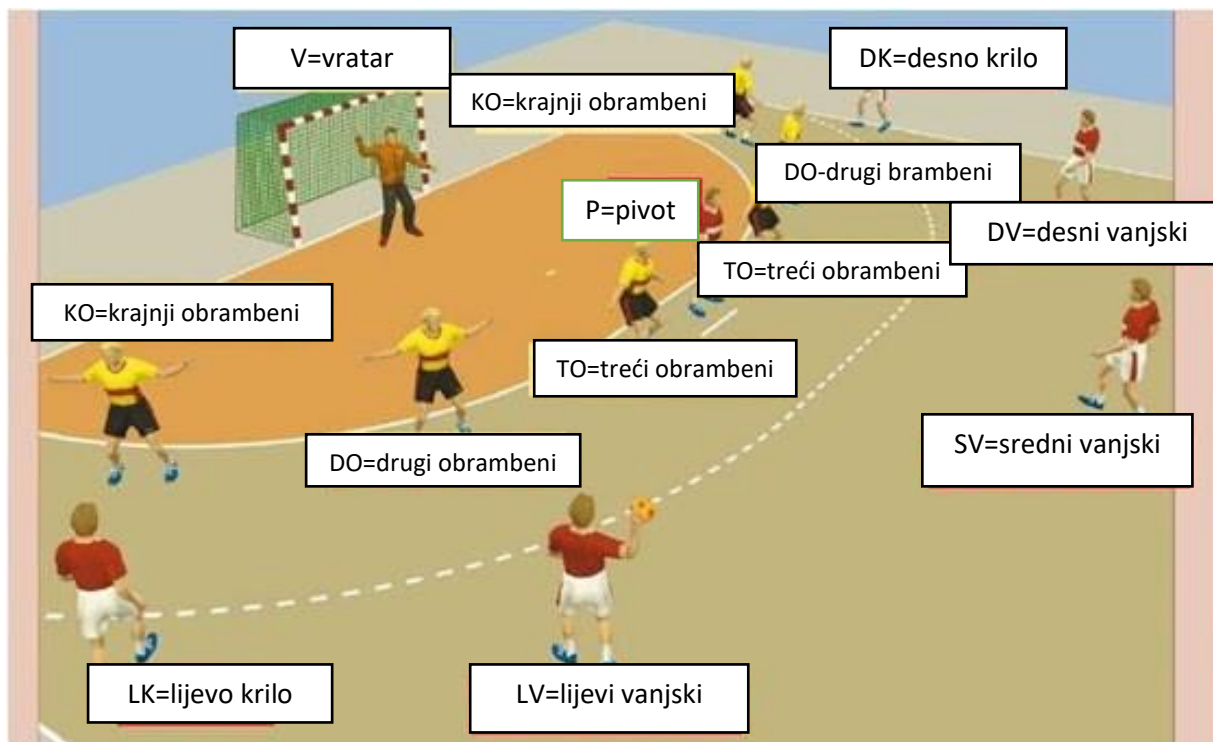 V=vratar
DK=desno krilo
KO=krajnji obrambeni
DO-drugi brambeni
P=pivot
DV=desni vanjski
TO=treći obrambeni
KO=krajnji obrambeni
TO=treći obrambeni
SV=sredni vanjski
DO=drugi obrambeni
LK=lijevo krilo
LV=lijevi vanjski